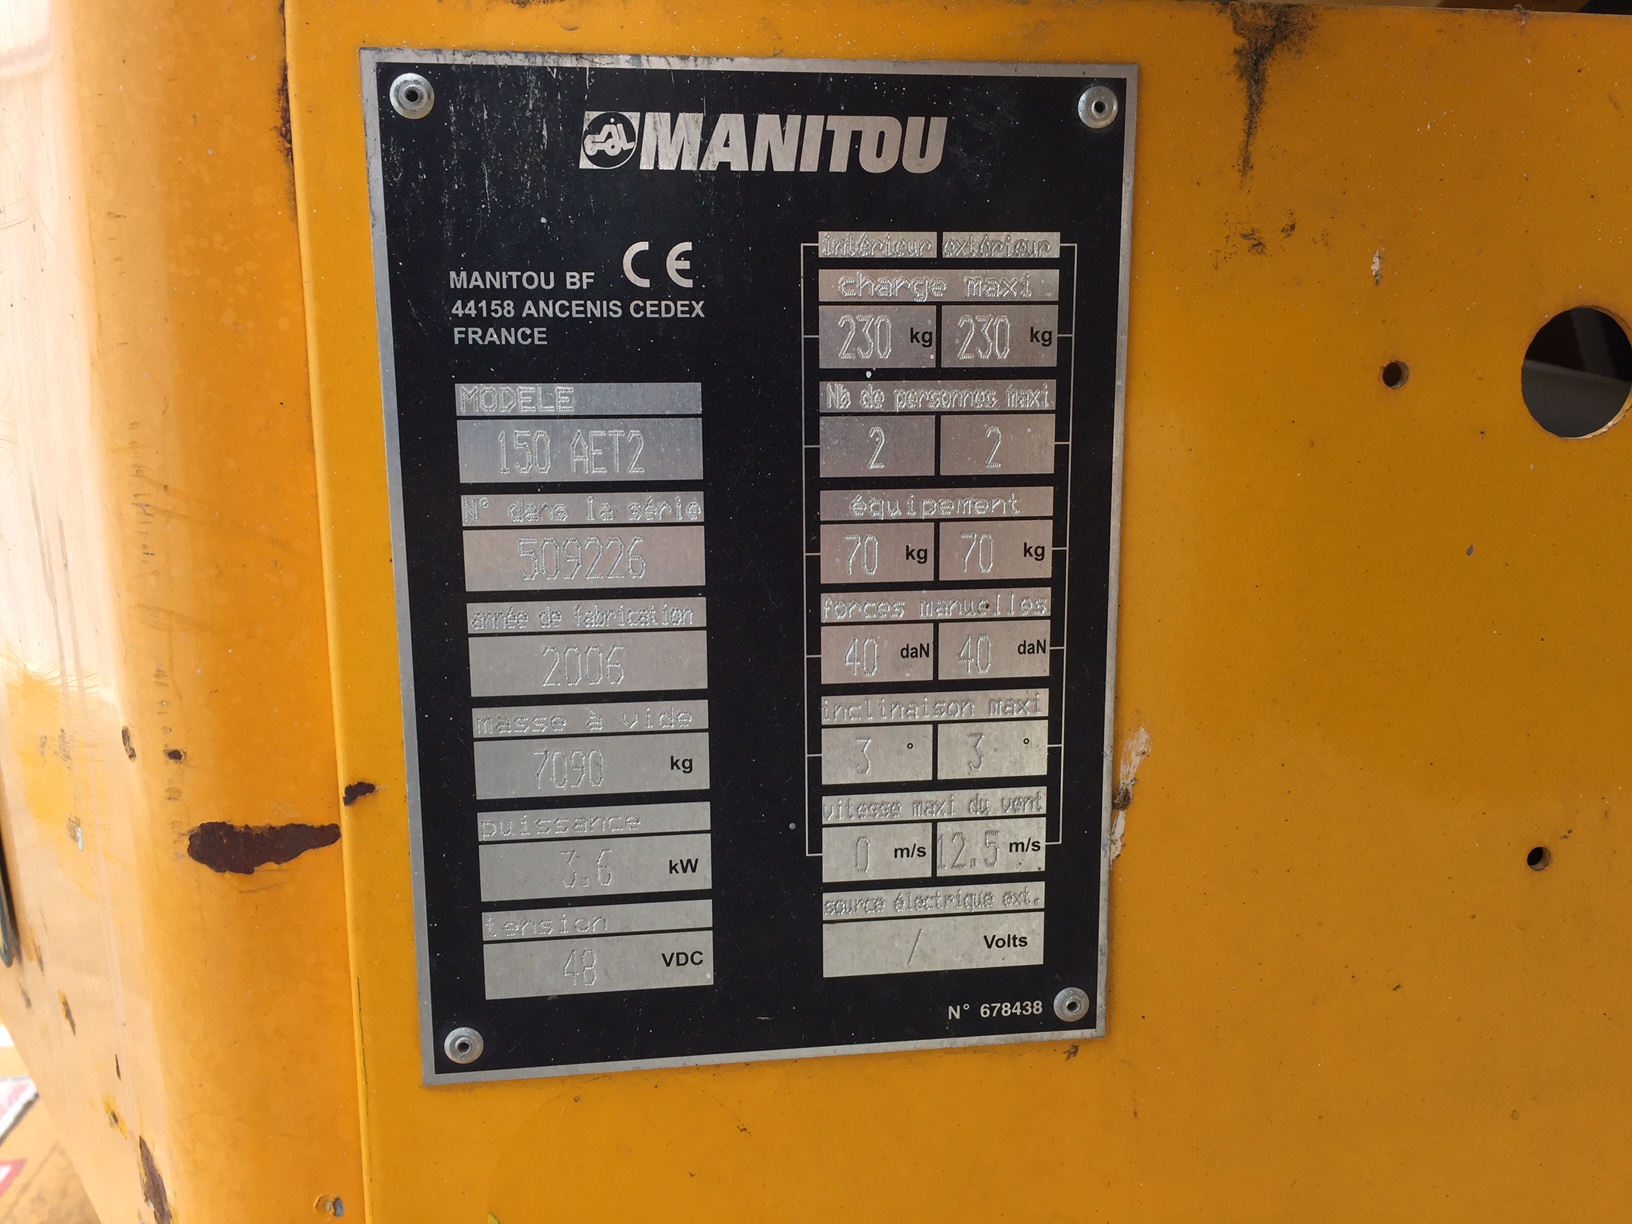 MANITOU
CE
MANITOU BF
44158 ANCENIS CEDEX
FRANCE
MODELE
150 AET2
N° dans la série
509226
année de fabrication
2006
masse à vide
7090 kg
puissance
3.6 kW
tension
48 VDC
intérieur extérieur
charge maxi
230 kg 230 kg
Nb de personnes maxi
2 2
équipement
70 kg 70 kg
forces manuelles
40 daN 40 daN
inclinaison maxi
3 ° 3 °
vitesse maxi du vent
0 m/s 12.5 m/s
source électrique ext.
/ Volts
N° 678438